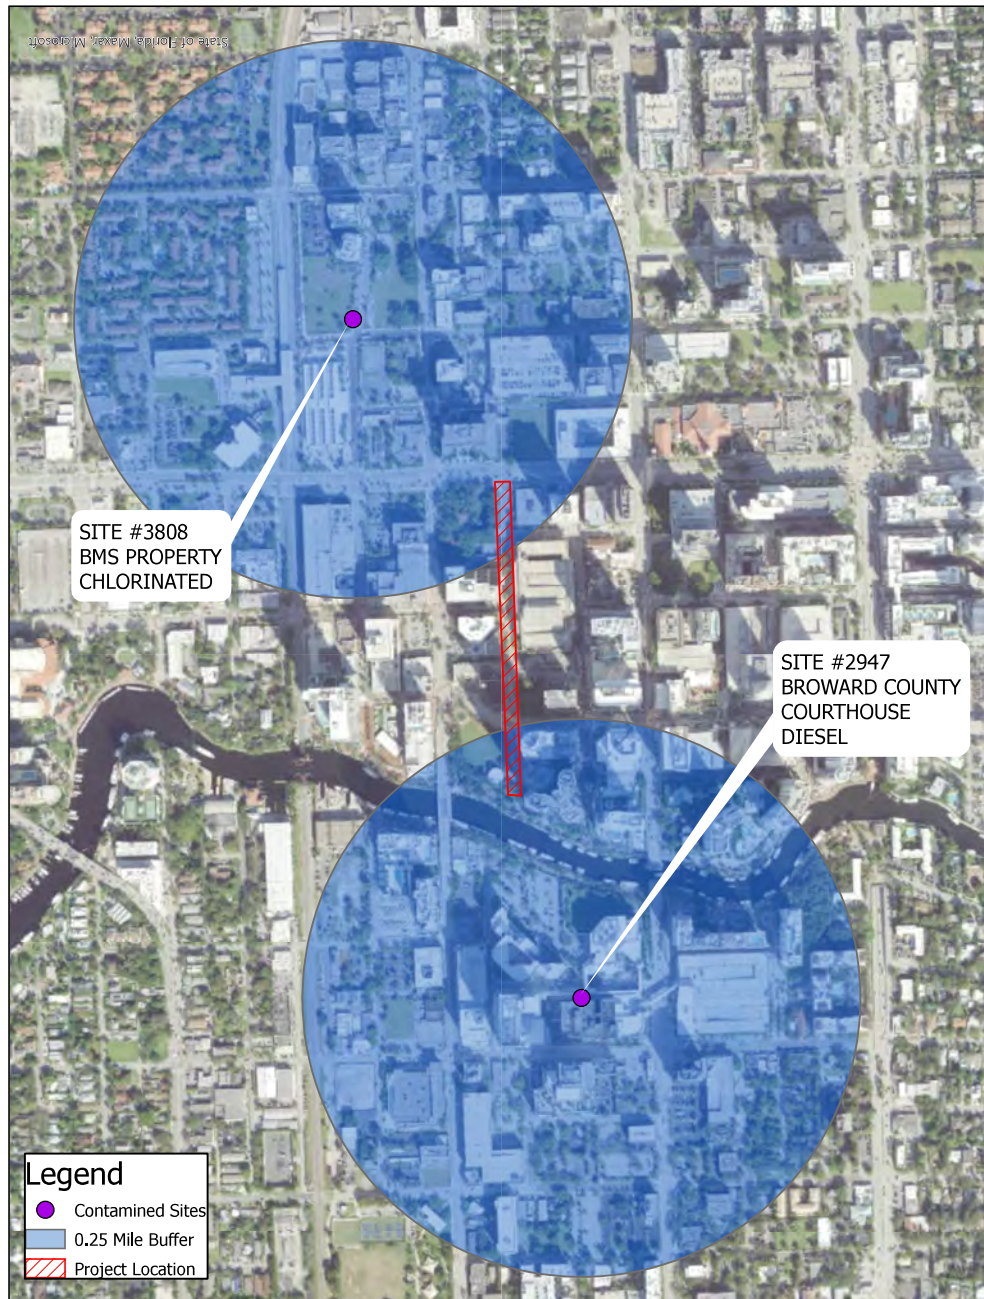 State of Florida, Maxar, Microsoft
SITE #3808
BMS PROPERTY
CHLORINATED
SITE #2947
BROWARD COUNTY
COURTHOUSE
DIESEL
Legend
Contamined Sites
0.25 Mile Buffer
Project Location